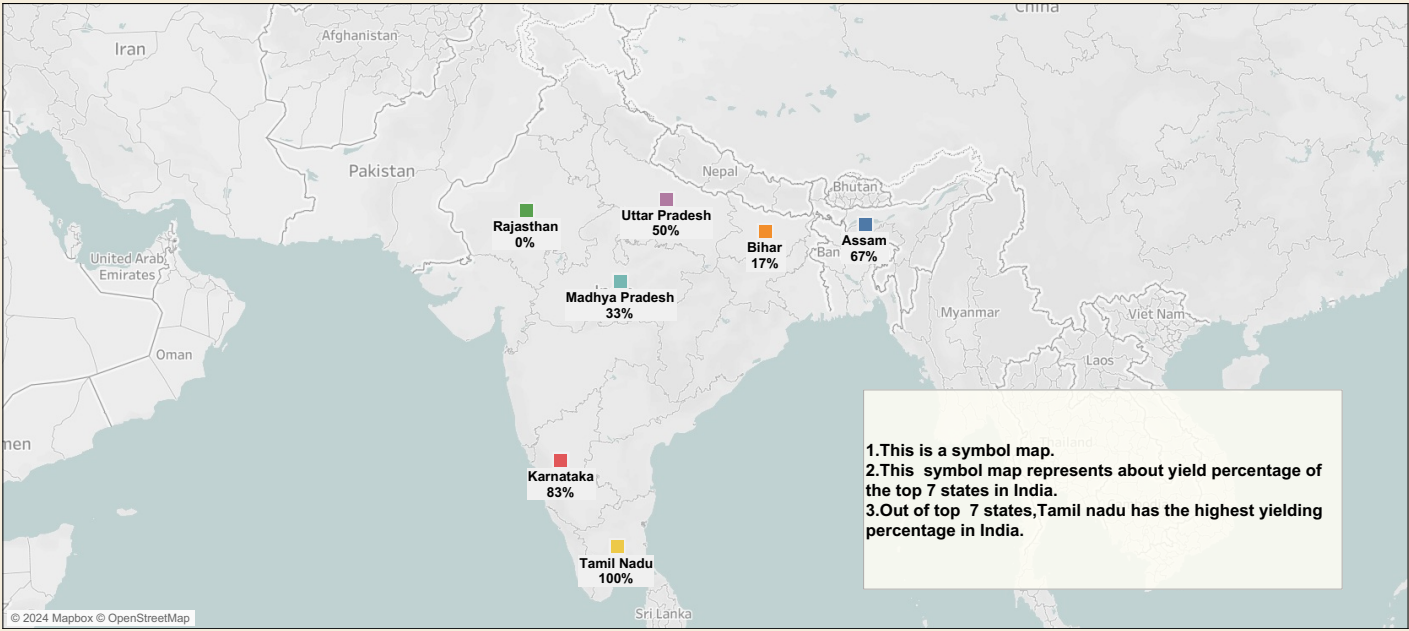 China
Afghanistan
Iran
Pakistan
Nepal
Bhutan
Rajasthan
0%
Uttar Pradesh
50%
Bihar
17%
Ban
Assam
67%
United Arab
Emirates
Madhya Pradesh
33%
Myanmar
Viet Nam
Oman
Laos
men
Thailand
1.This is a symbol map.
2.This  symbol map represents about yield percentage of
the top 7 states in India.
3.Out of top  7 states,Tamil nadu has the highest yielding
percentage in India.
Karnataka
83%
Tamil Nadu
100%
Sri Lanka
© 2024 Mapbox © OpenStreetMap